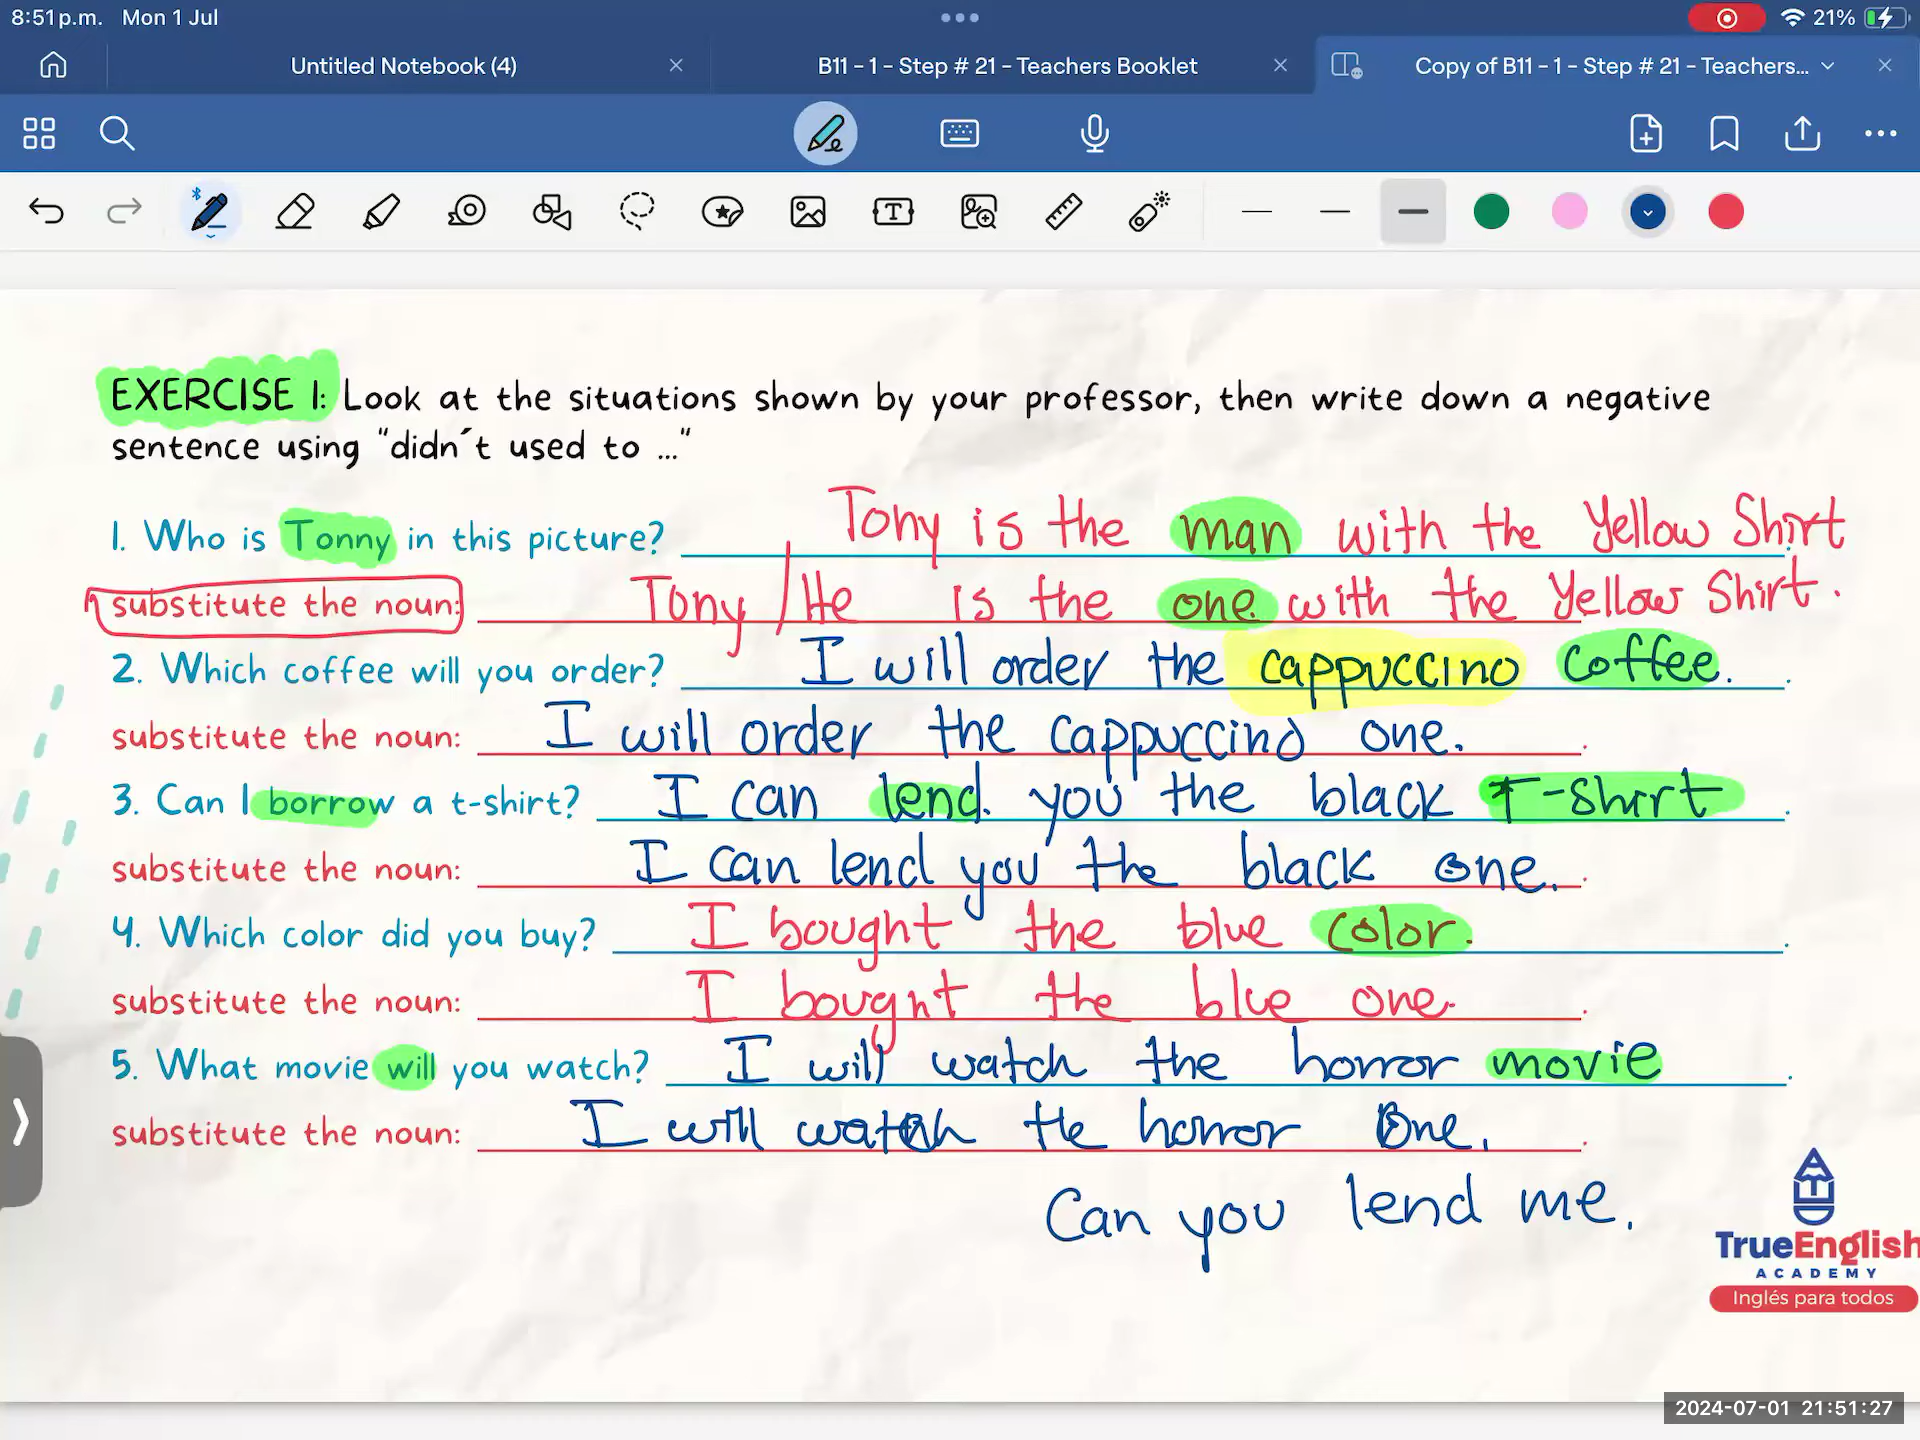 8:51 p.m. Mon 1 Jul
21%
Untitled Notebook (4)
B11 - 1 - Step # 21 - Teachers Booklet
Copy of B11 - 1 - Step # 21 - Teachers...
EXERCISE 1: Look at the situations shown by your professor, then write down a negative
sentence using "didn´t used to ..."
1. Who is Tonny in this picture? Tony is the man with the Yellow Shirt
substitute the noun: Tony / He is the one with the Yellow Shirt.
2. Which coffee will you order? I will order the cappuccino coffee.
substitute the noun: I will order the cappuccino one.
3. Can I borrow a t-shirt? I can lend you the black T-shirt.
substitute the noun: I can lend you the black one.
4. Which color did you buy? I bought the blue color.
substitute the noun: I bought the blue one.
5. What movie will you watch? I will watch the horror movie.
substitute the noun: I will watch the horror One.
Can you lend me.
TrueEnglish
ACADEMY
Inglés para todos
2024-07-01 21:51:27